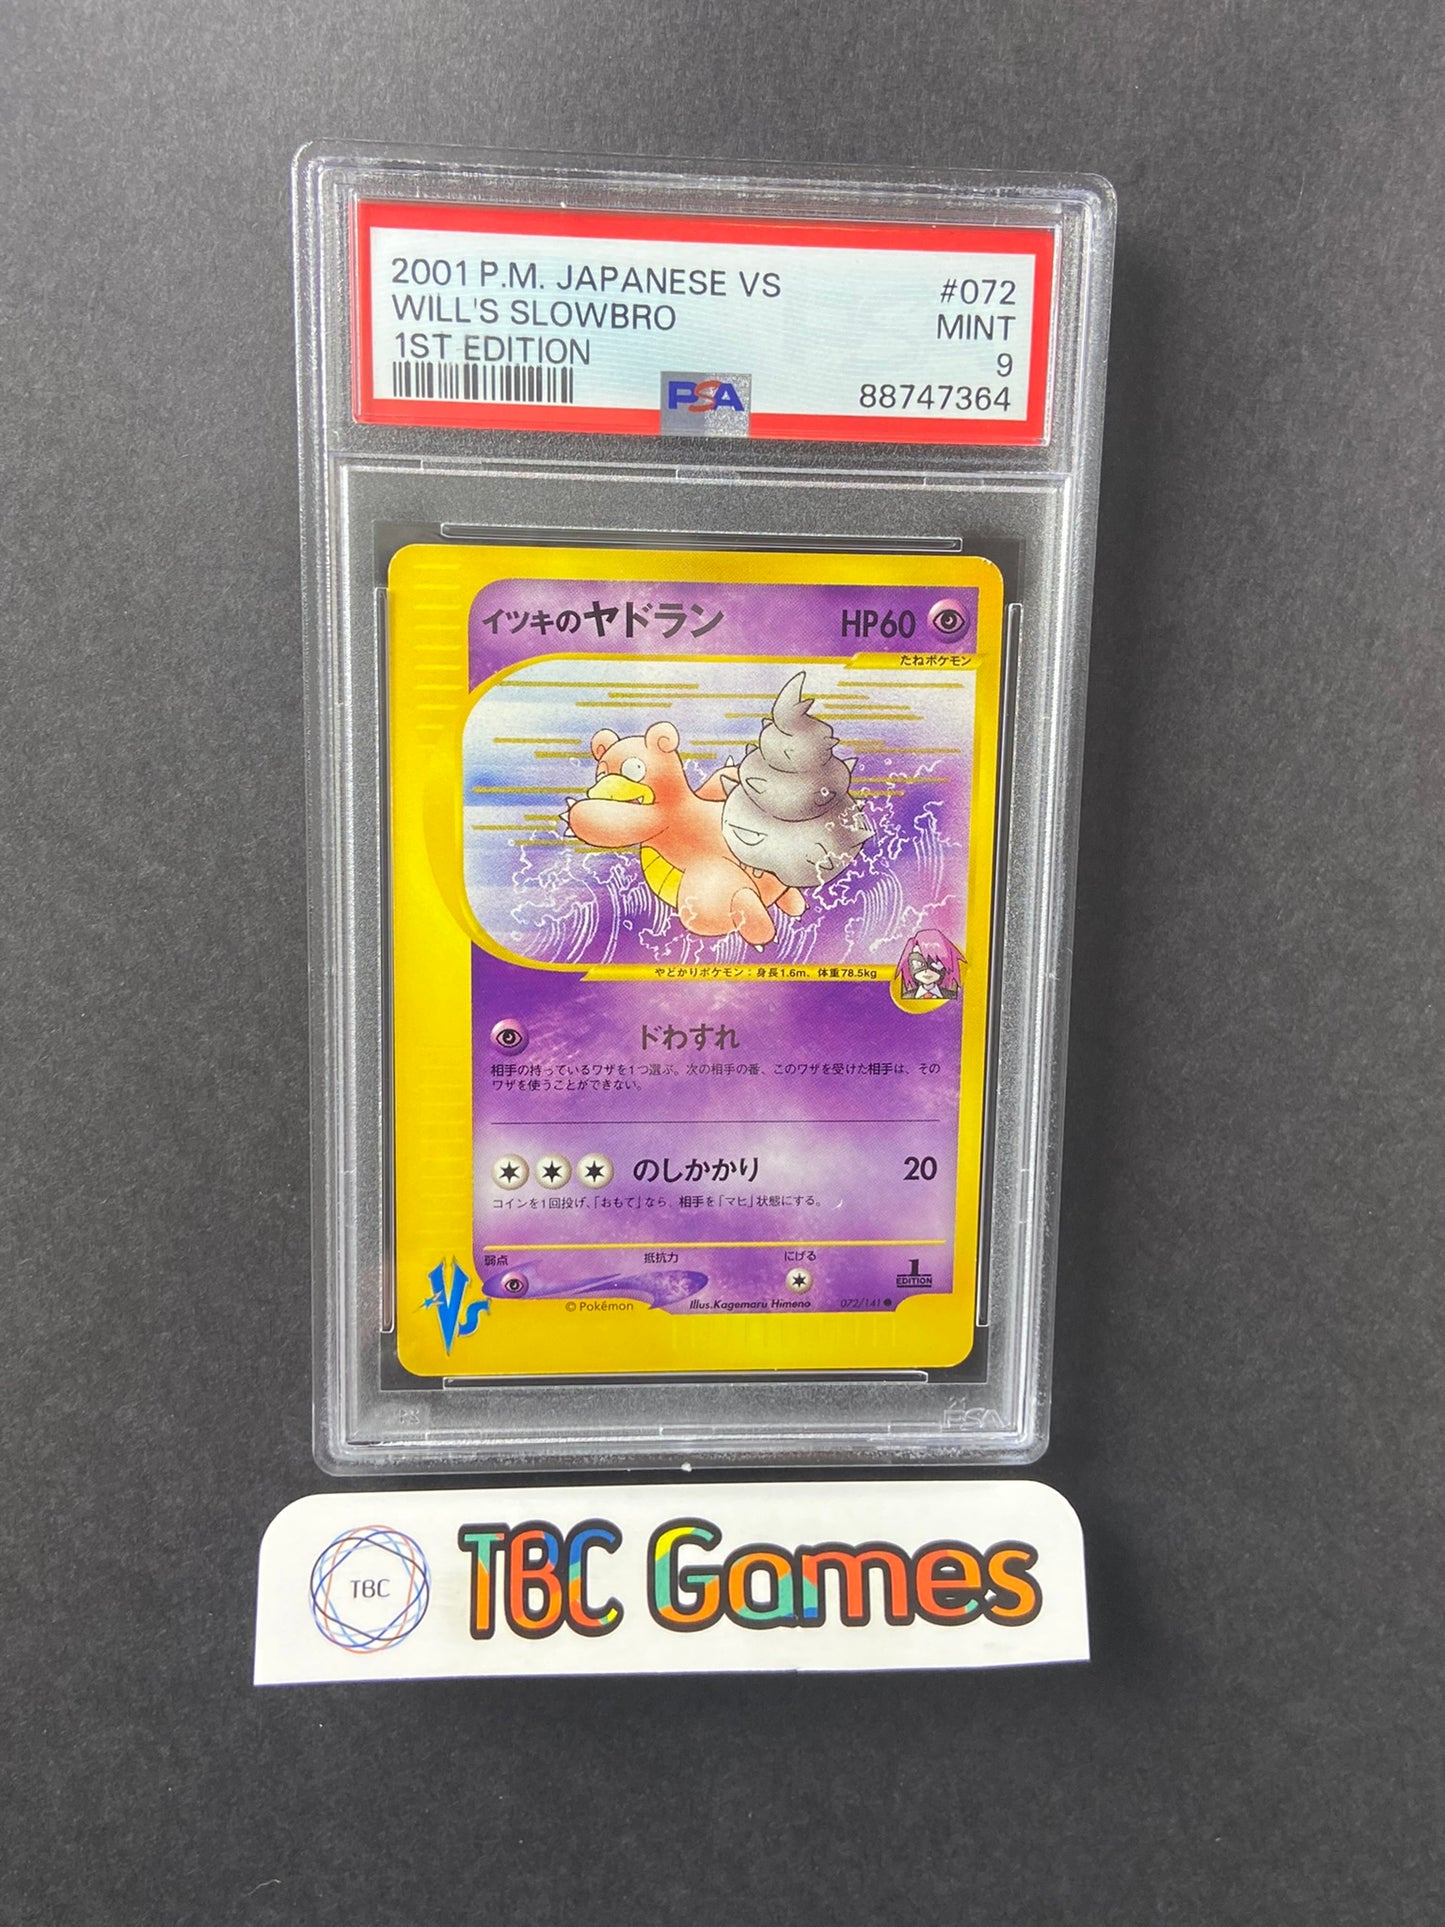 2001 P.M. JAPANESE VS #072
WILL'S SLOWBRO MINT
1ST EDITION 9
PSA 88747364
イツキのヤドラン HP60
たねポケモン
やどかりポケモン：身長1.6m、体重78.5kg
ドわすれ
相手の持っているワザを1つ選ぶ。次の相手の番、このワザを受けた相手は、その
ワザを使うことができない。
のしかかり 20
コインを1回投げ、「おもて」なら、相手を「マヒ」状態にする。
弱点 抵抗力 にげる
1
EDITION
© Pokémon Illus.Kagemaru Himeno 072/141
VS
PSA
TBC TBC Games